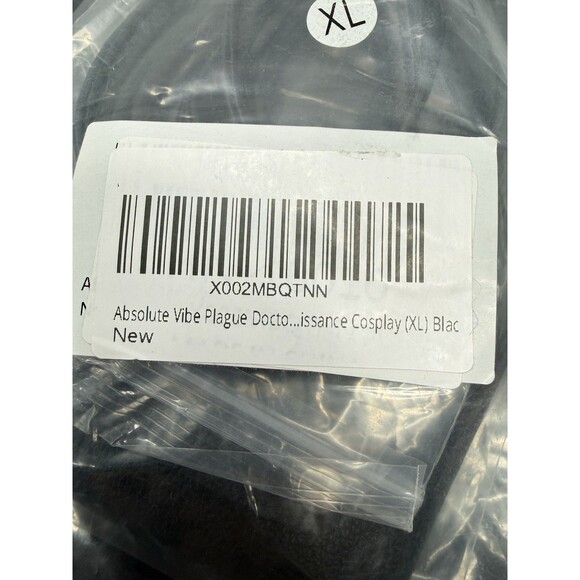 XL
X002MBQTNN
Absolute Vibe Plague Docto...issance Cosplay (XL) Blac
New
A
N